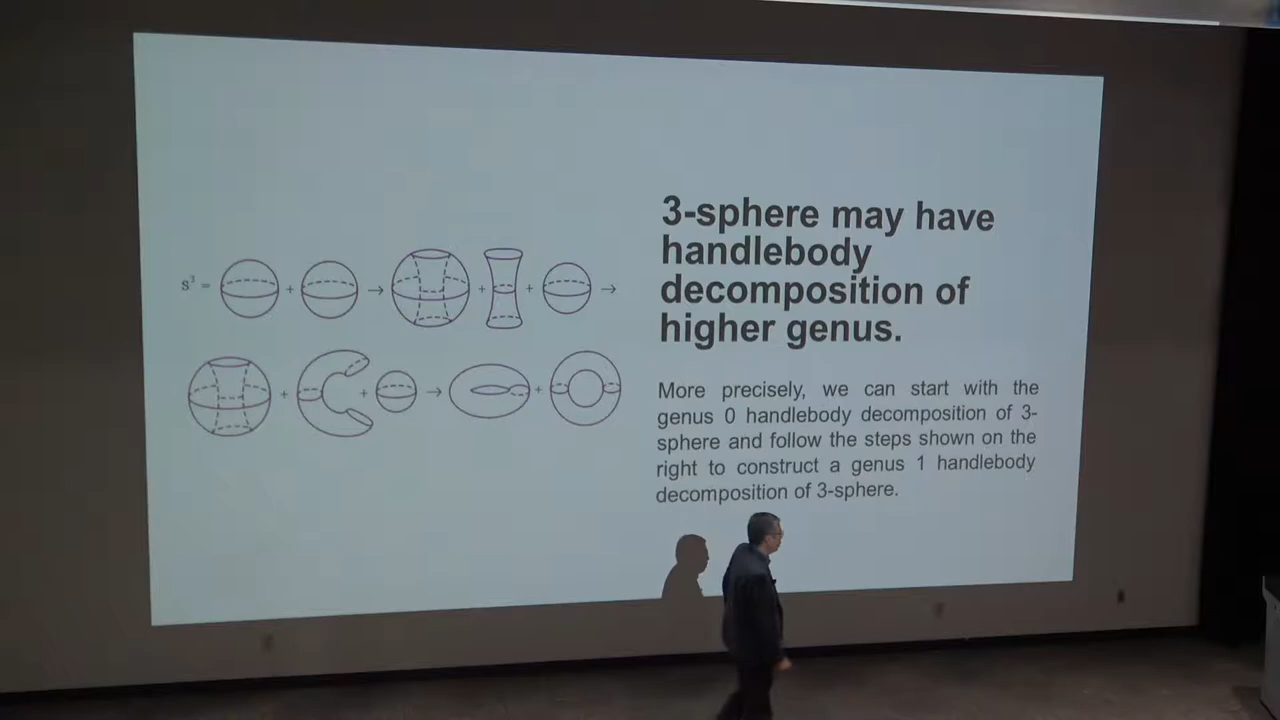 3-sphere may have
handlebody
decomposition of
higher genus.
More precisely, we can start with the
genus 0 handlebody decomposition of 3-
sphere and follow the steps shown on the
right to construct a genus 1 handlebody
decomposition of 3-sphere.
S³ = + → + + →
+ + → +